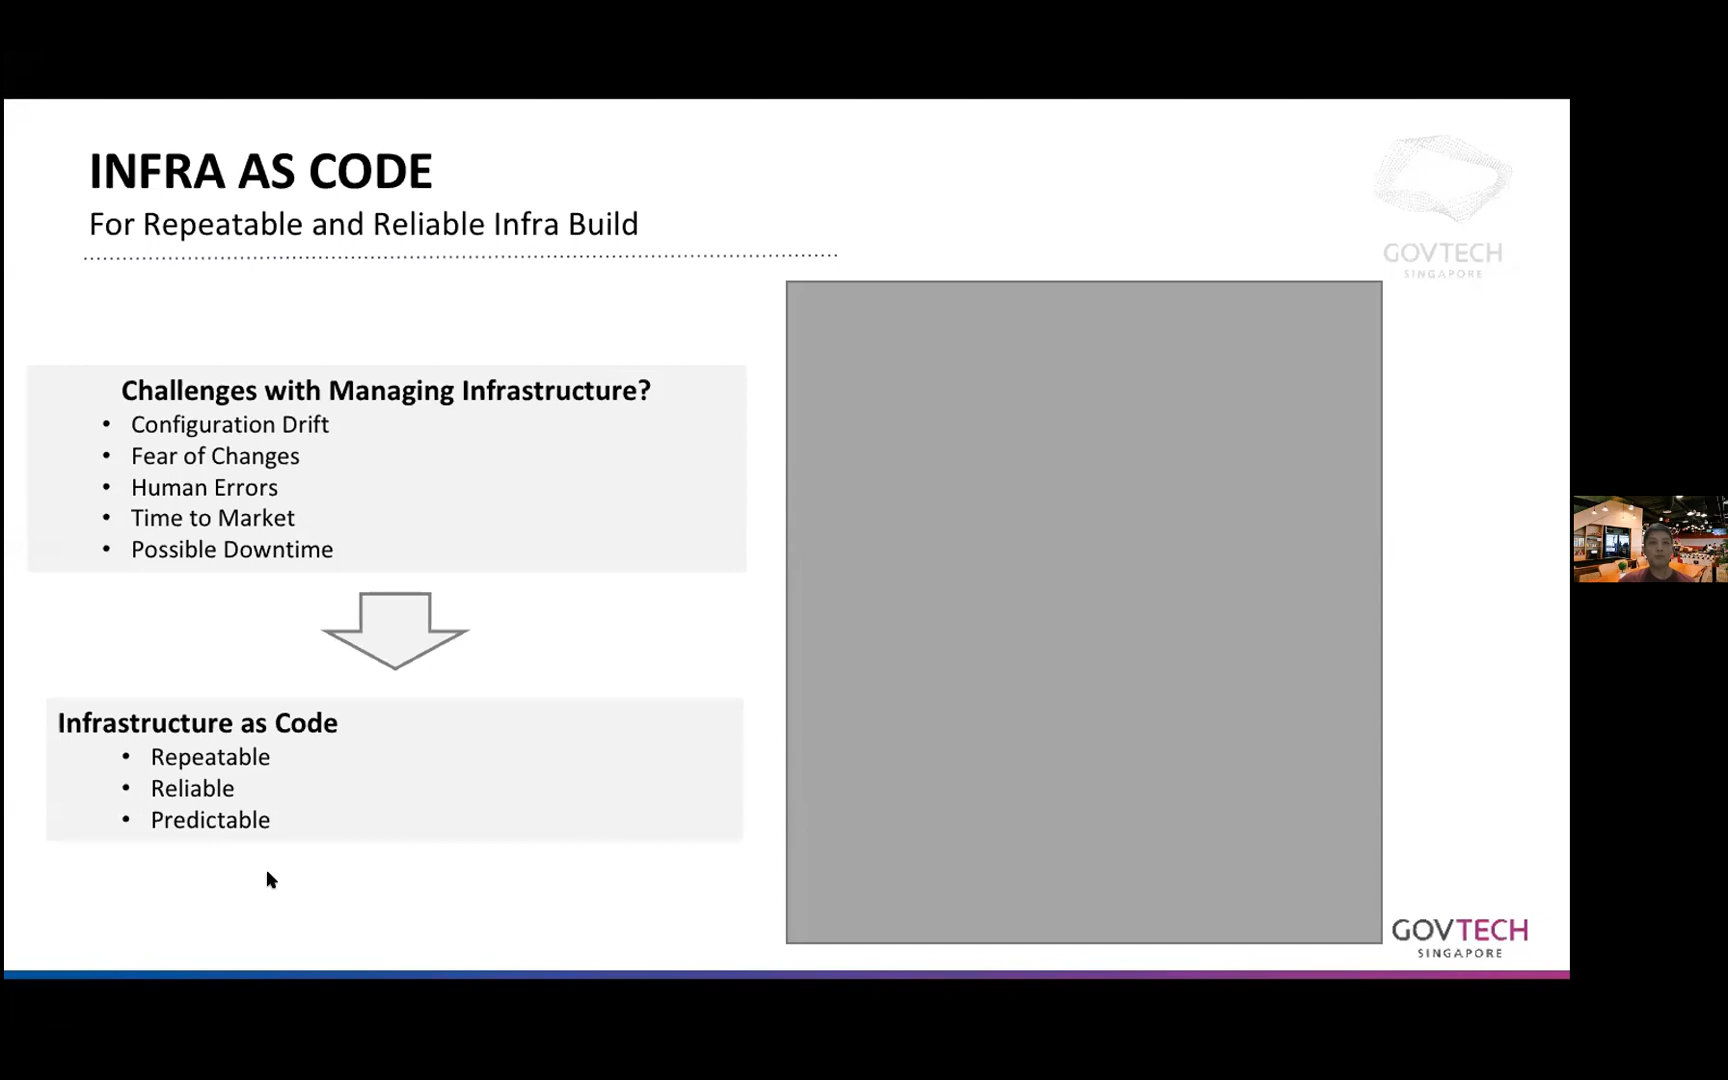 INFRA AS CODE
For Repeatable and Reliable Infra Build
GOVTECH
SINGAPORE
Challenges with Managing Infrastructure?
• Configuration Drift
• Fear of Changes
• Human Errors
• Time to Market
• Possible Downtime
Infrastructure as Code
• Repeatable
• Reliable
• Predictable
GOVTECH
SINGAPORE